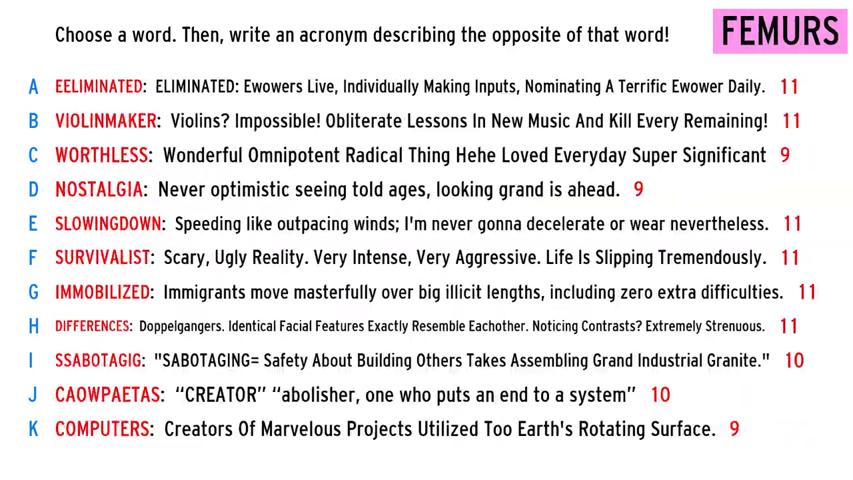 Choose a word. Then, write an acronym describing the opposite of that word!
FEMURS
A EELIMINATED: ELIMINATED: Ewowers Live, Individually Making Inputs, Nominating A Terrific Ewower Daily. 11
B VIOLINMAKER: Violins? Impossible! Obliterate Lessons In New Music And Kill Every Remaining! 11
C WORTHLESS: Wonderful Omnipotent Radical Thing Hehe Loved Everyday Super Significant 9
D NOSTALGIA: Never optimistic seeing told ages, looking grand is ahead. 9
E SLOWINGDOWN: Speeding like outpacing winds; I'm never gonna decelerate or wear nevertheless. 11
F SURVIVALIST: Scary, Ugly Reality. Very Intense, Very Aggressive. Life Is Slipping Tremendously. 11
G IMMOBILIZED: Immigrants move masterfully over big illicit lengths, including zero extra difficulties. 11
H DIFFERENCES: Doppelgangers. Identical Facial Features Exactly Resemble Eachother. Noticing Contrasts? Extremely Strenuous. 11
I SSABOTAGIG: "SABOTAGING= Safety About Building Others Takes Assembling Grand Industrial Granite." 10
J CAOWPAETAS: “CREATOR” “abolisher, one who puts an end to a system” 10
K COMPUTERS: Creators Of Marvelous Projects Utilized Too Earth's Rotating Surface. 9